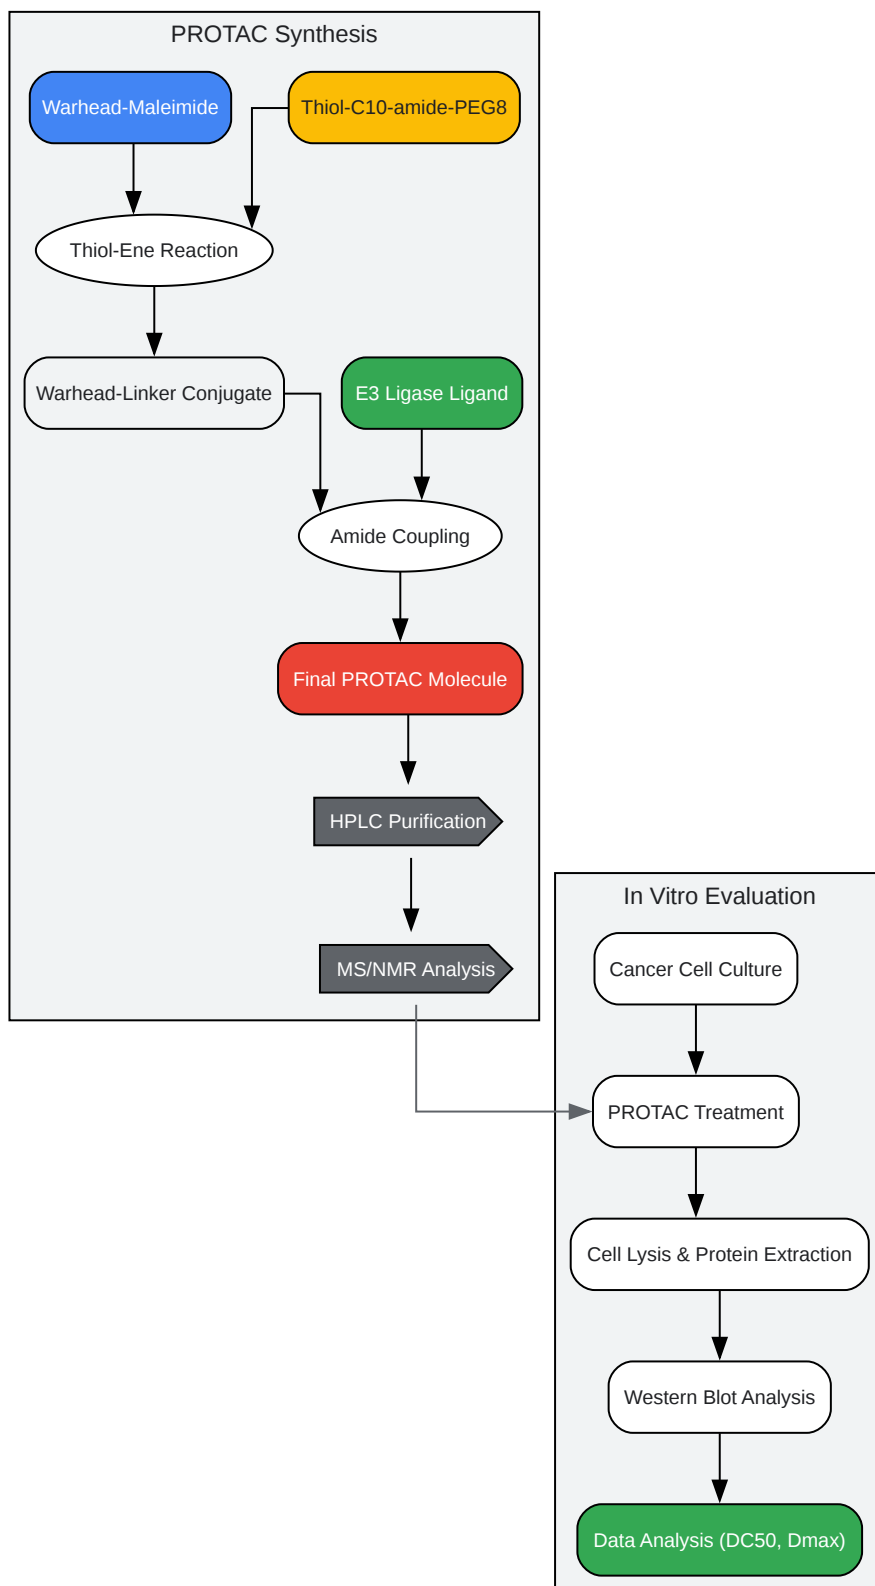 PROTAC Synthesis
Warhead-Maleimide
Thiol-C10-amide-PEG8
Thiol-Ene Reaction
Warhead-Linker Conjugate
E3 Ligase Ligand
Amide Coupling
Final PROTAC Molecule
HPLC Purification
MS/NMR Analysis
In Vitro Evaluation
Cancer Cell Culture
PROTAC Treatment
Cell Lysis & Protein Extraction
Western Blot Analysis
Data Analysis (DC50, Dmax)